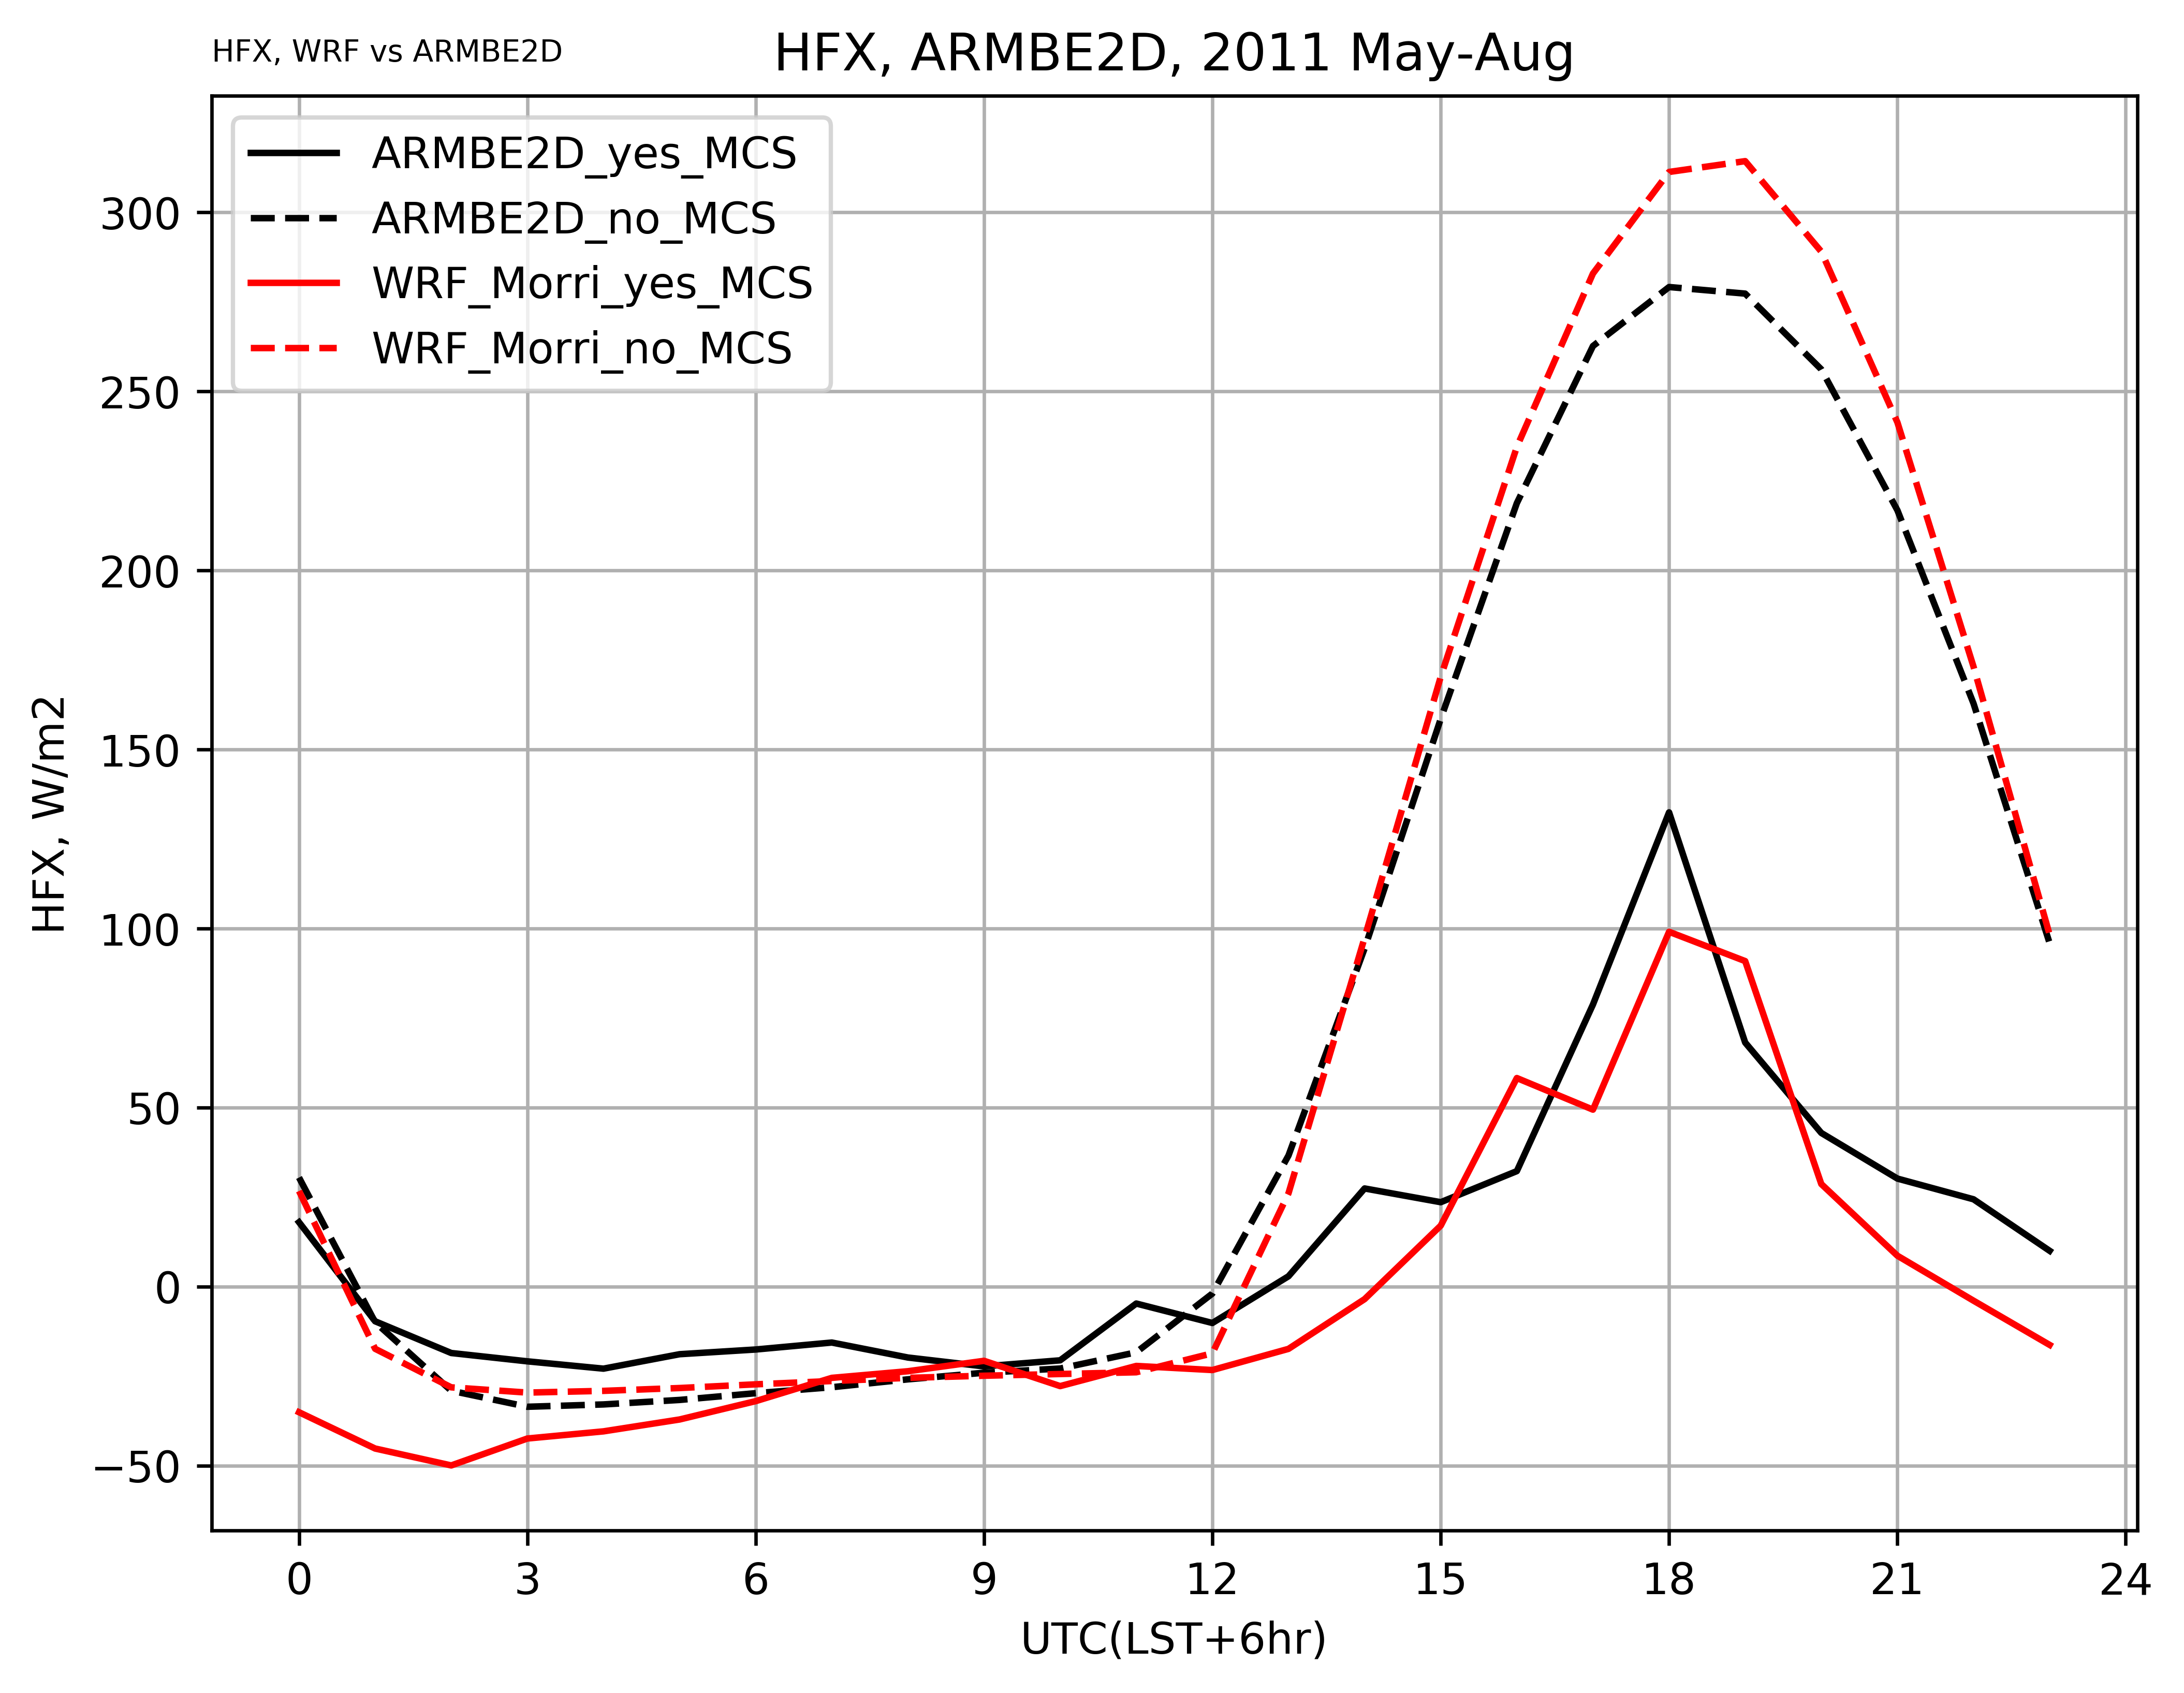 HFX, WRF vs ARMBE2D
HFX, ARMBE2D, 2011 May-Aug
ARMBE2D_yes_MCS
ARMBE2D_no_MCS
WRF_Morri_yes_MCS
WRF_Morri_no_MCS
300
250
200
150
100
50
0
−50
HFX, W/m2
0 3 6 9 12 15 18 21 24
UTC(LST+6hr)